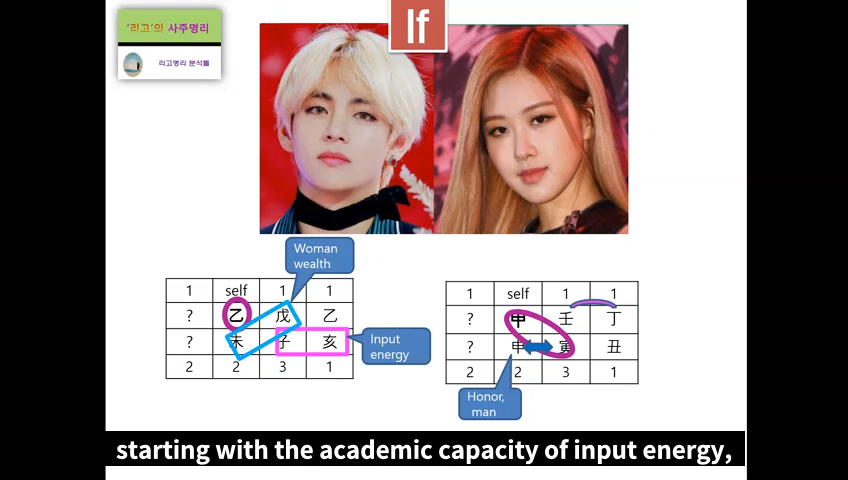 '리고'의 사주명리
리고명리 분석틀
If
Woman
wealth
1 self 1 1
? 乙 戊 乙
? 未 子 亥
2 2 3 1
Input
energy
1 self 1 1
? 甲 壬 丁
? 申 寅 丑
2 2 3 1
Honor,
man
starting with the academic capacity of input energy,